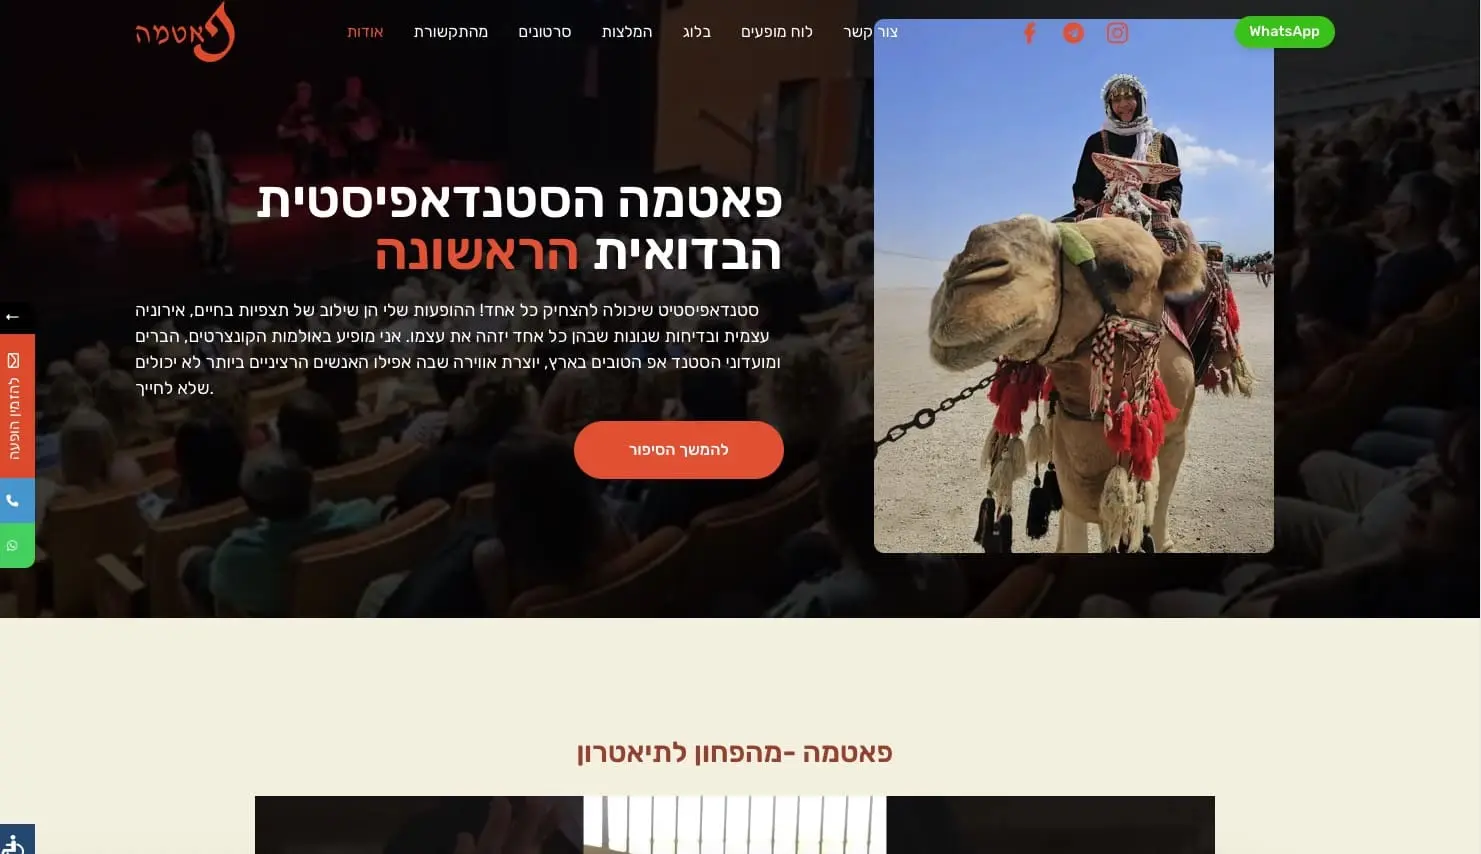 פאטמה
אודות
מהתקשורת
סרטונים
המלצות
בלוג
לוח מופעים
צור קשר
WhatsApp
פאטמה הסטנדאפיסטית
הבדואית הראשונה
סטנדאפיסטיט שיכולה להצחיק כל אחד! ההופעות שלי הן שילוב של תצפיות בחיים, אירוניה
עצמית ובדיחות שנונות שבהן כל אחד יזהה את עצמו. אני מופיע באולמות הקונצרטים, הברים
ומועדוני הסטנד אפ הטובים בארץ, יוצרת אווירה שבה אפילו האנשים הרציניים ביותר לא יכולים
שלא לחייך.
להמשך הסיפור
להזמין הופעה
פאטמה -מהפחון לתיאטרון